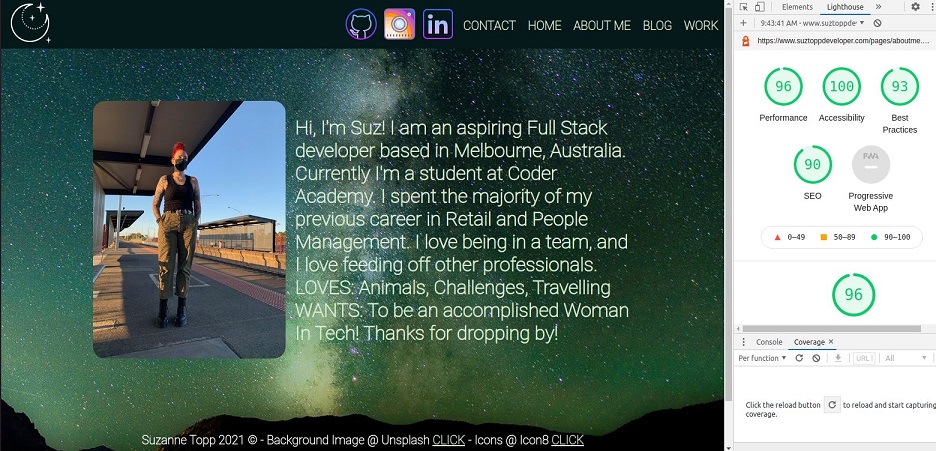 CONTACT HOME ABOUT ME BLOG WORK
Hi, I'm Suz! I am an aspiring Full Stack
developer based in Melbourne, Australia.
Currently I'm a student at Coder
Academy. I spent the majority of my
previous career in Retail and People
Management. I love being in a team, and
I love feeding off other professionals.
LOVES: Animals, Challenges, Travelling
WANTS: To be an accomplished Woman
In Tech! Thanks for dropping by!
Suzanne Topp 2021 © - Background Image @ Unsplash CLICK - Icons @ Icon8 CLICK
Elements Lighthouse »
9:43:41 AM - www.suztoppde
https://www.suztoppdeveloper.com/pages/aboutme....
96 100 93
Performance Accessibility Best
Practices
90 PWA
SEO Progressive
Web App
0–49 50–89 90–100
96
Console Coverage ×
Per function URL All
Click the reload button to reload and start capturing
coverage.